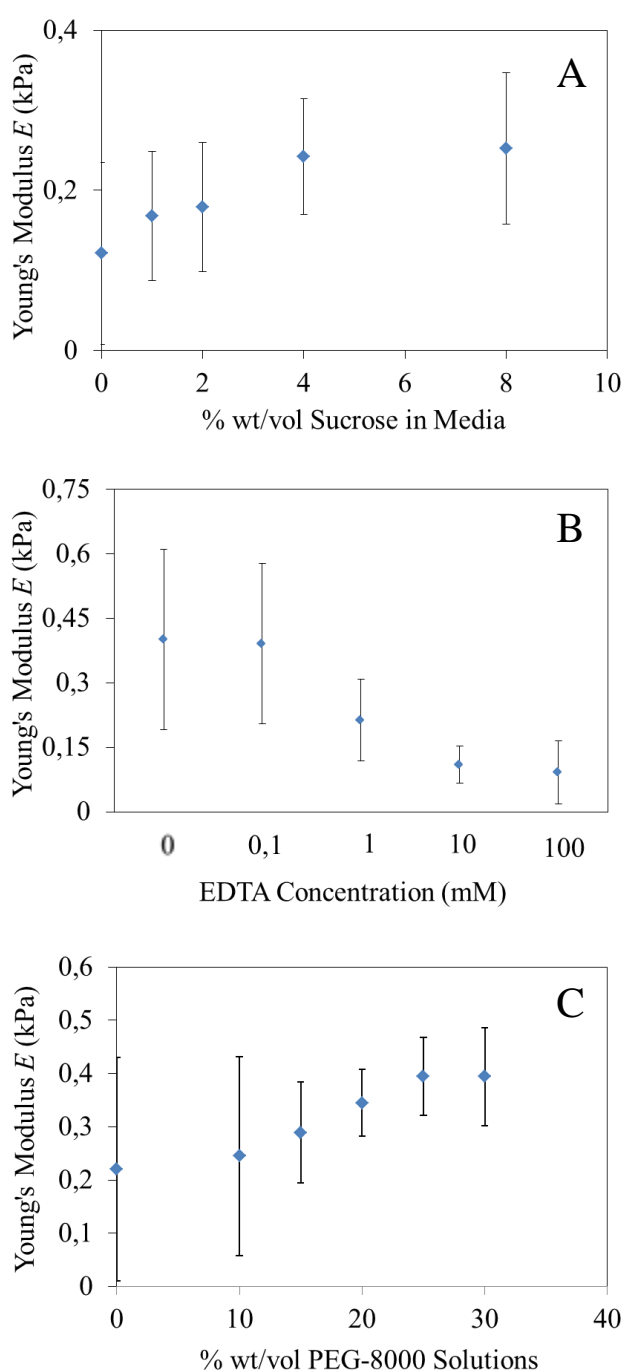 A
Young's Modulus E (kPa)
0,4
0,2
0
0 2 4 6 8 10
% wt/vol Sucrose in Media
B
Young's Modulus E (kPa)
0,75
0,6
0,45
0,3
0,15
0
0 0,1 1 10 100
EDTA Concentration (mM)
C
Young's Modulus E (kPa)
0,6
0,5
0,4
0,3
0,2
0,1
0
0 10 20 30 40
% wt/vol PEG-8000 Solutions